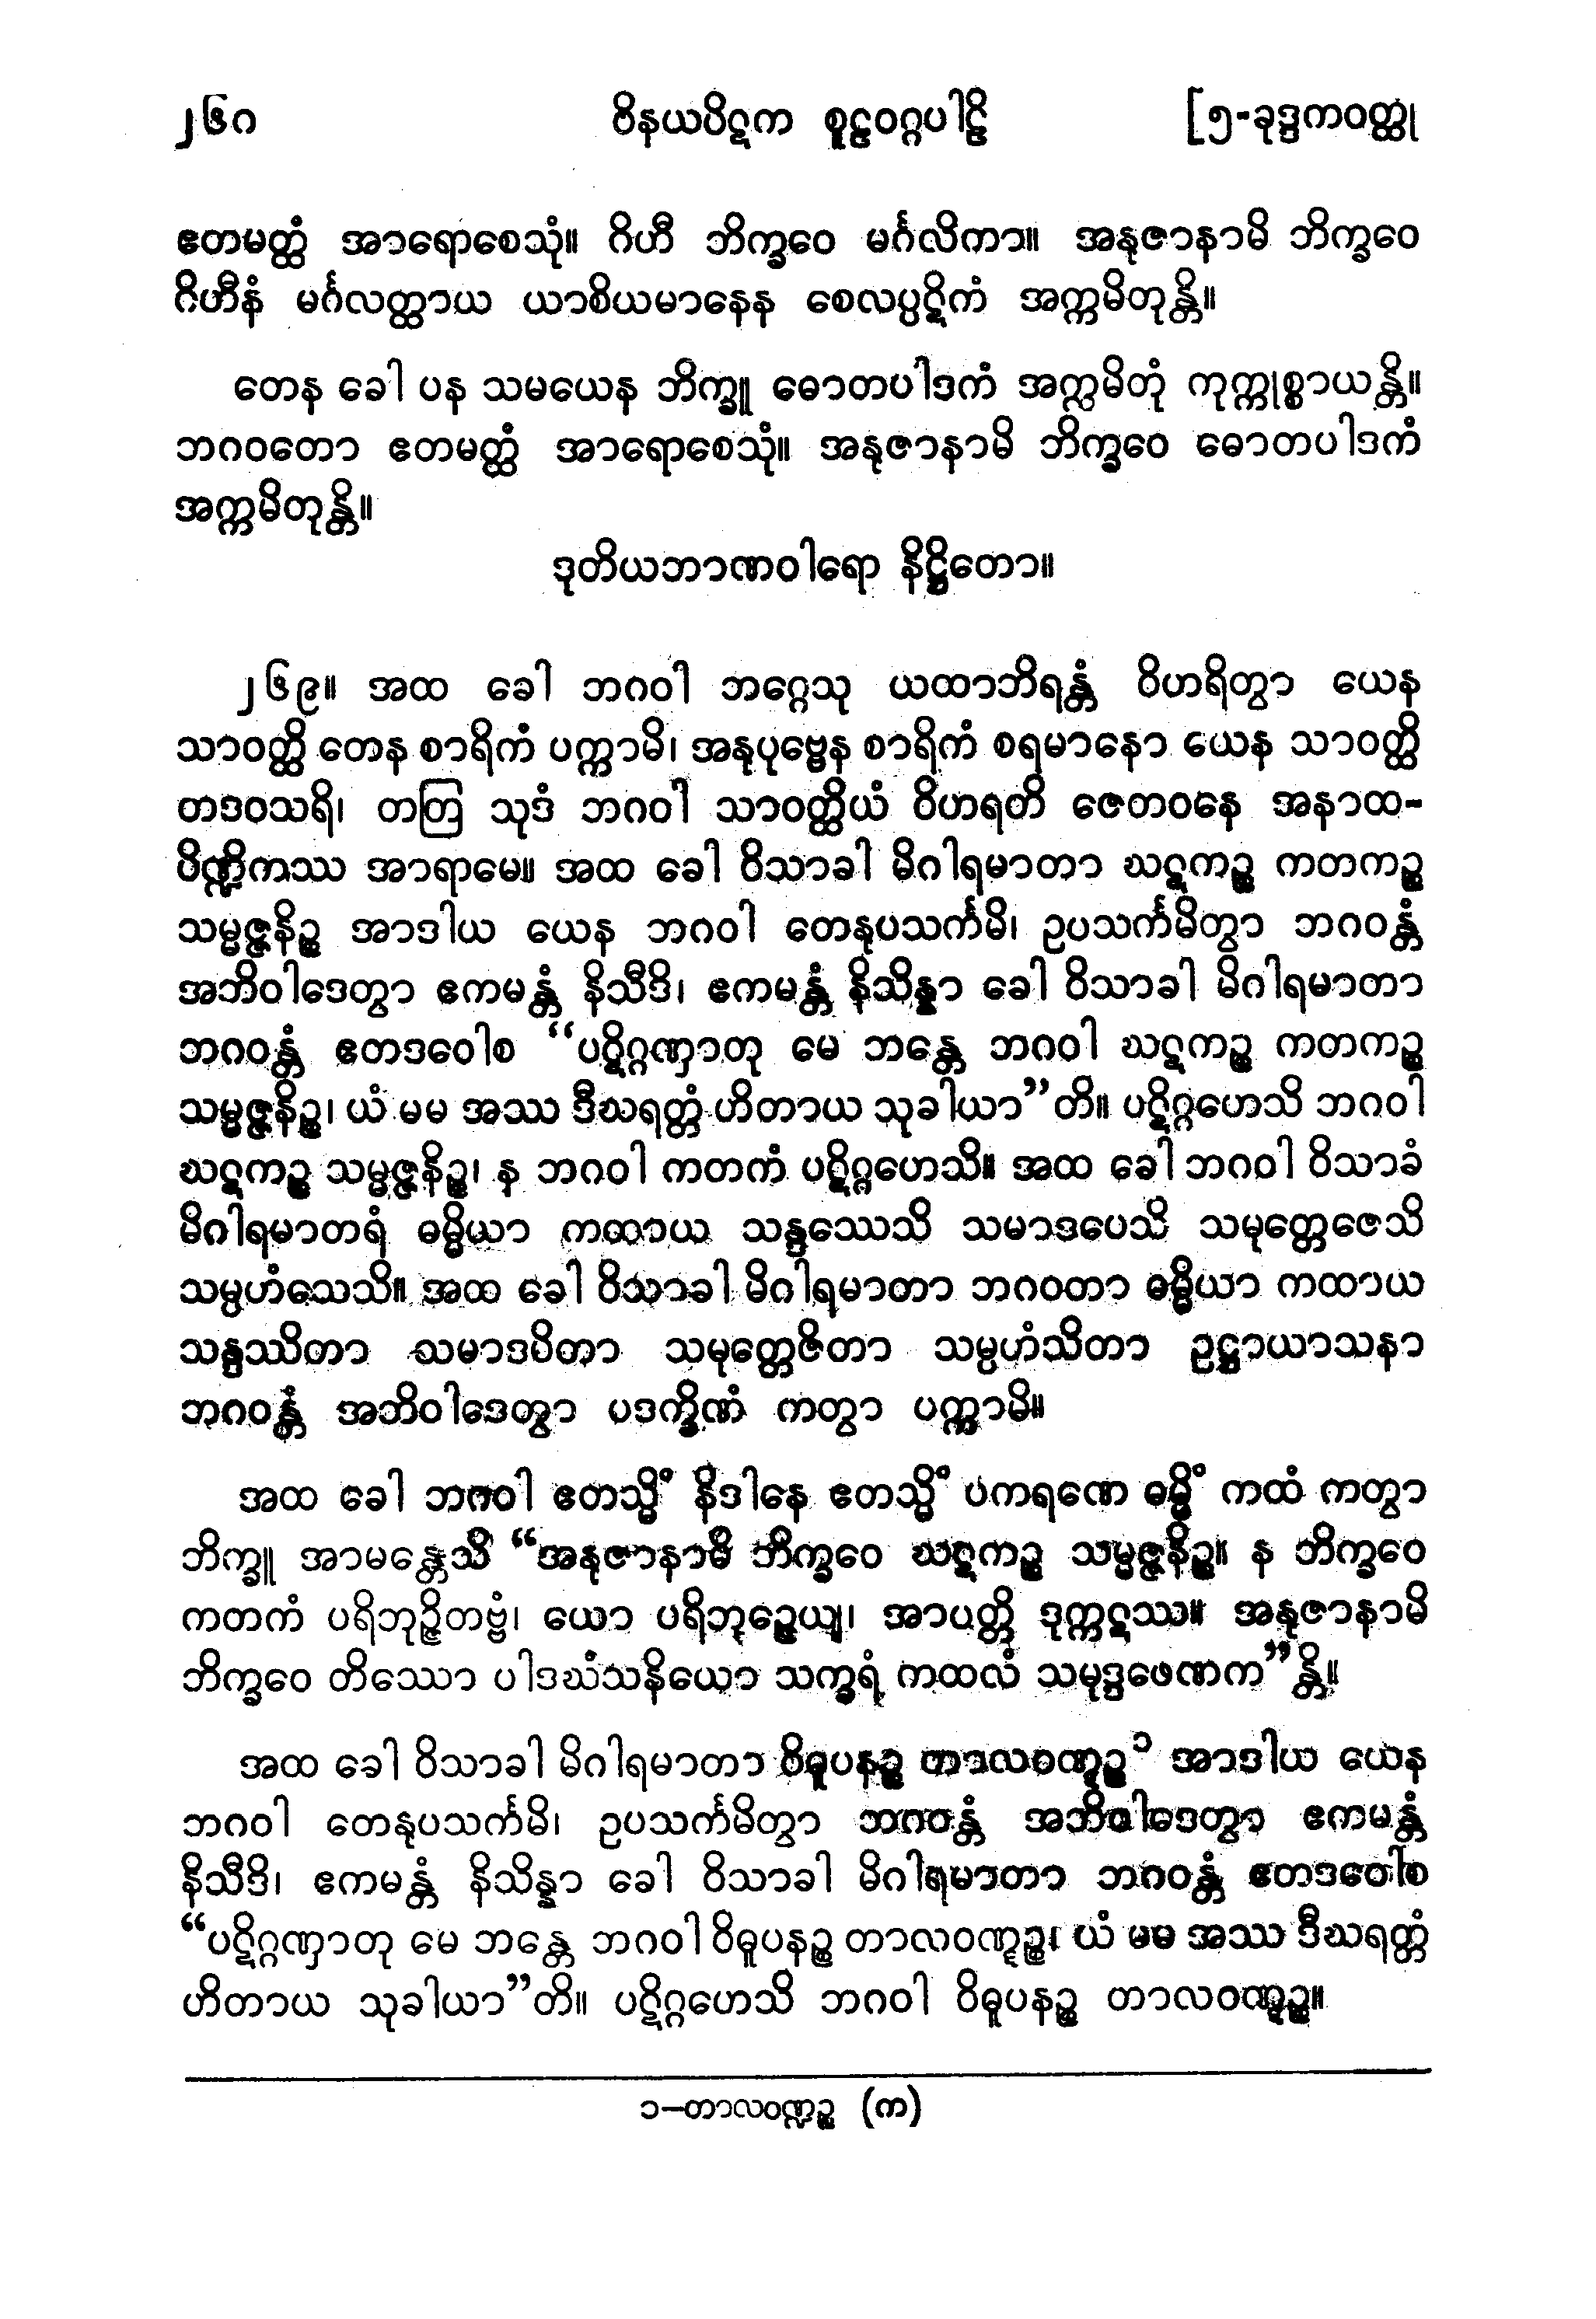 ၂၆ဂ ဝိနယပိဋက စူဠဝဂ္ဂပါဠိ [၅-ခုဒ္ဒကဝတ္ထု
ဧတမတ္ထံ အာရောစေသုံ။ ဂိဟီ ဘိက္ခဝေ မင်္ဂလိကာ။ အနုဇာနာမိ ဘိက္ခဝေ
ဂိဟီနံ မင်္ဂလတ္ထာယ ယာစိယမာနေန စေလပ္ပဋိကံ အက္ကမိတုန္တိ။
တေန ခေါ ပန သမယေန ဘိက္ခူ ဓောတပါဒကံ အက္ကမိတုံ ကုက္ကုစ္စာယန္တိ။
ဘဂဝတော ဧတမတ္ထံ အာရောစေသုံ။ အနုဇာနာမိ ဘိက္ခဝေ ဓောတပါဒကံ
အက္ကမိတုန္တိ။
ဒုတိယဘာဏဝါရော နိဋ္ဌိတော။
၂၆၉။ အထ ခေါ ဘဂဝါ ဘဂ္ဂေသု ယထာဘိရန္တံ ဝိဟရိတွာ ယေန
သာဝတ္ထိ တေန စာရိကံ ပက္ကာမိ၊ အနုပုဗ္ဗေန စာရိကံ စရမာနော ယေန သာဝတ္ထိ
တဒဝသရိ၊ တတြ သုဒံ ဘဂဝါ သာဝတ္ထိယံ ဝိဟရတိ ဇေတဝနေ အနာထ-
ပိဏ္ဍိကဿ အာရာမေ။ အထ ခေါ ဝိသာခါ မိဂါရမာတာ ဃဋကဉ္စ ကတကဉ္စ
သမ္မဇ္ဇနိဉ္စ အာဒါယ ယေန ဘဂဝါ တေနုပသင်္ကမိ၊ ဥပသင်္ကမိတွာ ဘဂဝန္တံ
အဘိဝါဒေတွာ ဧကမန္တံ နိသီဒိ၊ ဧကမန္တံ နိသိန္နာ ခေါ ဝိသာခါ မိဂါရမာတာ
ဘဂဝန္တံ ဧတဒဝေါစ “ပဋိဂ္ဂဏှာတု မေ ဘန္တေ ဘဂဝါ ဃဋကဉ္စ ကတကဉ္စ
သမ္မဇ္ဇနိဉ္စ၊ ယံ မမ အဿ ဒီဃရတ္တံ ဟိတာယ သုခါယာ”တိ။ ပဋိဂ္ဂဟေသိ ဘဂဝါ
ဃဋကဉ္စ သမ္မဇ္ဇနိဉ္စ၊ န ဘဂဝါ ကတကံ ပဋိဂ္ဂဟေသိ။ အထ ခေါ ဘဂဝါ ဝိသာခံ
မိဂါရမာတရံ ဓမ္မိယာ ကထာယ သန္ဒဿေသိ သမာဒပေသိ သမုတ္တေဇေသိ
သမ္ပဟံသေသိ။ အထ ခေါ ဝိသာခါ မိဂါရမာတာ ဘဂဝတာ ဓမ္မိယာ ကထာယ
သန္ဒဿိတာ သမာဒပိတာ သမုတ္တေဇိတာ သမ္ပဟံသိတာ ဥဋ္ဌာယာသနာ
ဘဂဝန္တံ အဘိဝါဒေတွာ ပဒက္ခိဏံ ကတွာ ပက္ကာမိ။
အထ ခေါ ဘဂဝါ ဧတသ္မိံ နိဒါနေ ဧတသ္မိံ ပကရဏေ ဓမ္မိံ ကထံ ကတွာ
ဘိက္ခူ အာမန္တေသိ “အနုဇာနာမိ ဘိက္ခဝေ ဃဋကဉ္စ သမ္မဇ္ဇနိဉ္စ။ န ဘိက္ခဝေ
ကတကံ ပရိဘုဉ္ဇိတဗ္ဗံ၊ ယော ပရိဘုဉ္ဇေယျ၊ အာပတ္တိ ဒုက္ကဋဿ။ အနုဇာနာမိ
ဘိက္ခဝေ တိဿော ပါဒဃံသနိယော သက္ခရံ ကထလံ သမုဒ္ဒဖေဏက”န္တိ။
အထ ခေါ ဝိသာခါ မိဂါရမာတာ ဝိဓူပနဉ္စ တာလဝဏ္ဋဉ္စ ၁ အာဒါယ ယေန
ဘဂဝါ တေနုပသင်္ကမိ၊ ဥပသင်္ကမိတွာ ဘဂဝန္တံ အဘိဝါဒေတွာ ဧကမန္တံ
နိသီဒိ၊ ဧကမန္တံ နိသိန္နာ ခေါ ဝိသာခါ မိဂါရမာတာ ဘဂဝန္တံ ဧတဒဝေါစ
“ပဋိဂ္ဂဏှာတု မေ ဘန္တေ ဘဂဝါ ဝိဓူပနဉ္စ တာလဝဏ္ဋဉ္စ၊ ယံ မမ အဿ ဒီဃရတ္တံ
ဟိတာယ သုခါယာ”တိ။ ပဋိဂ္ဂဟေသိ ဘဂဝါ ဝိဓူပနဉ္စ တာလဝဏ္ဋဉ္စ။
၁—တာလဝဏ္ဍဉ္စ (က)